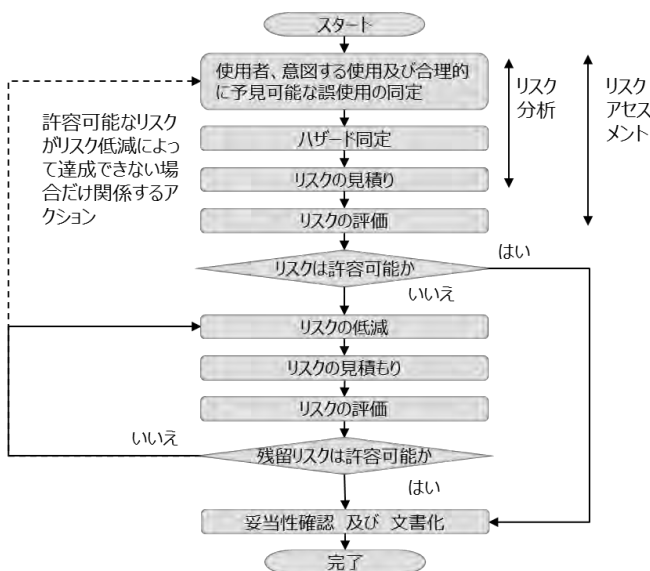 スタート
使用者、意図する使用及び合理的
に予見可能な誤使用の同定
リスク
分析
リスク
アセス
メント
許容可能なリスク
がリスク低減によっ
て達成できない場
合だけ関係するア
クション
ハザード同定
リスクの見積り
リスクの評価
リスクは許容可能か
はい
いいえ
リスクの低減
リスクの見積もり
リスクの評価
いいえ
残留リスクは許容可能か
はい
妥当性確認 及び 文書化
完了